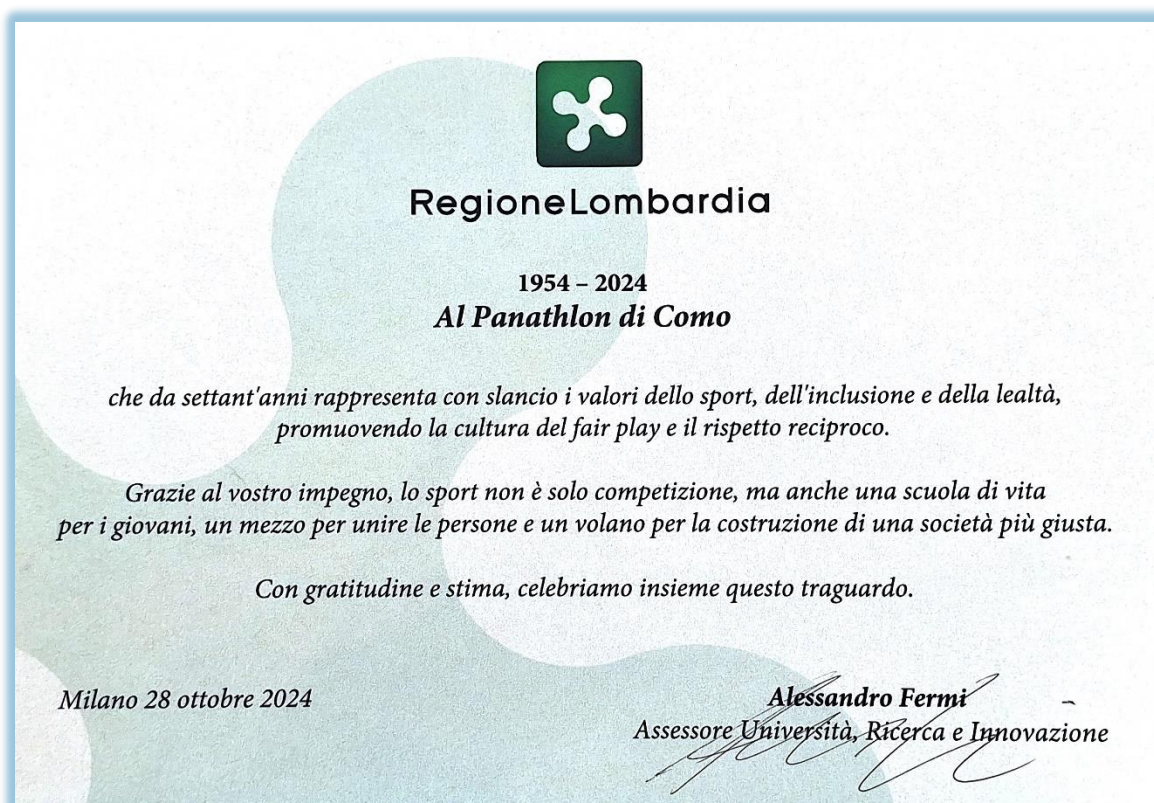 RegioneLombardia
1954 – 2024
Al Panathlon di Como
che da settant'anni rappresenta con slancio i valori dello sport, dell'inclusione e della lealtà,
promuovendo la cultura del fair play e il rispetto reciproco.
Grazie al vostro impegno, lo sport non è solo competizione, ma anche una scuola di vita
per i giovani, un mezzo per unire le persone e un volano per la costruzione di una società più giusta.
Con gratitudine e stima, celebriamo insieme questo traguardo.
Milano 28 ottobre 2024
Alessandro Fermi
Assessore Università, Ricerca e Innovazione